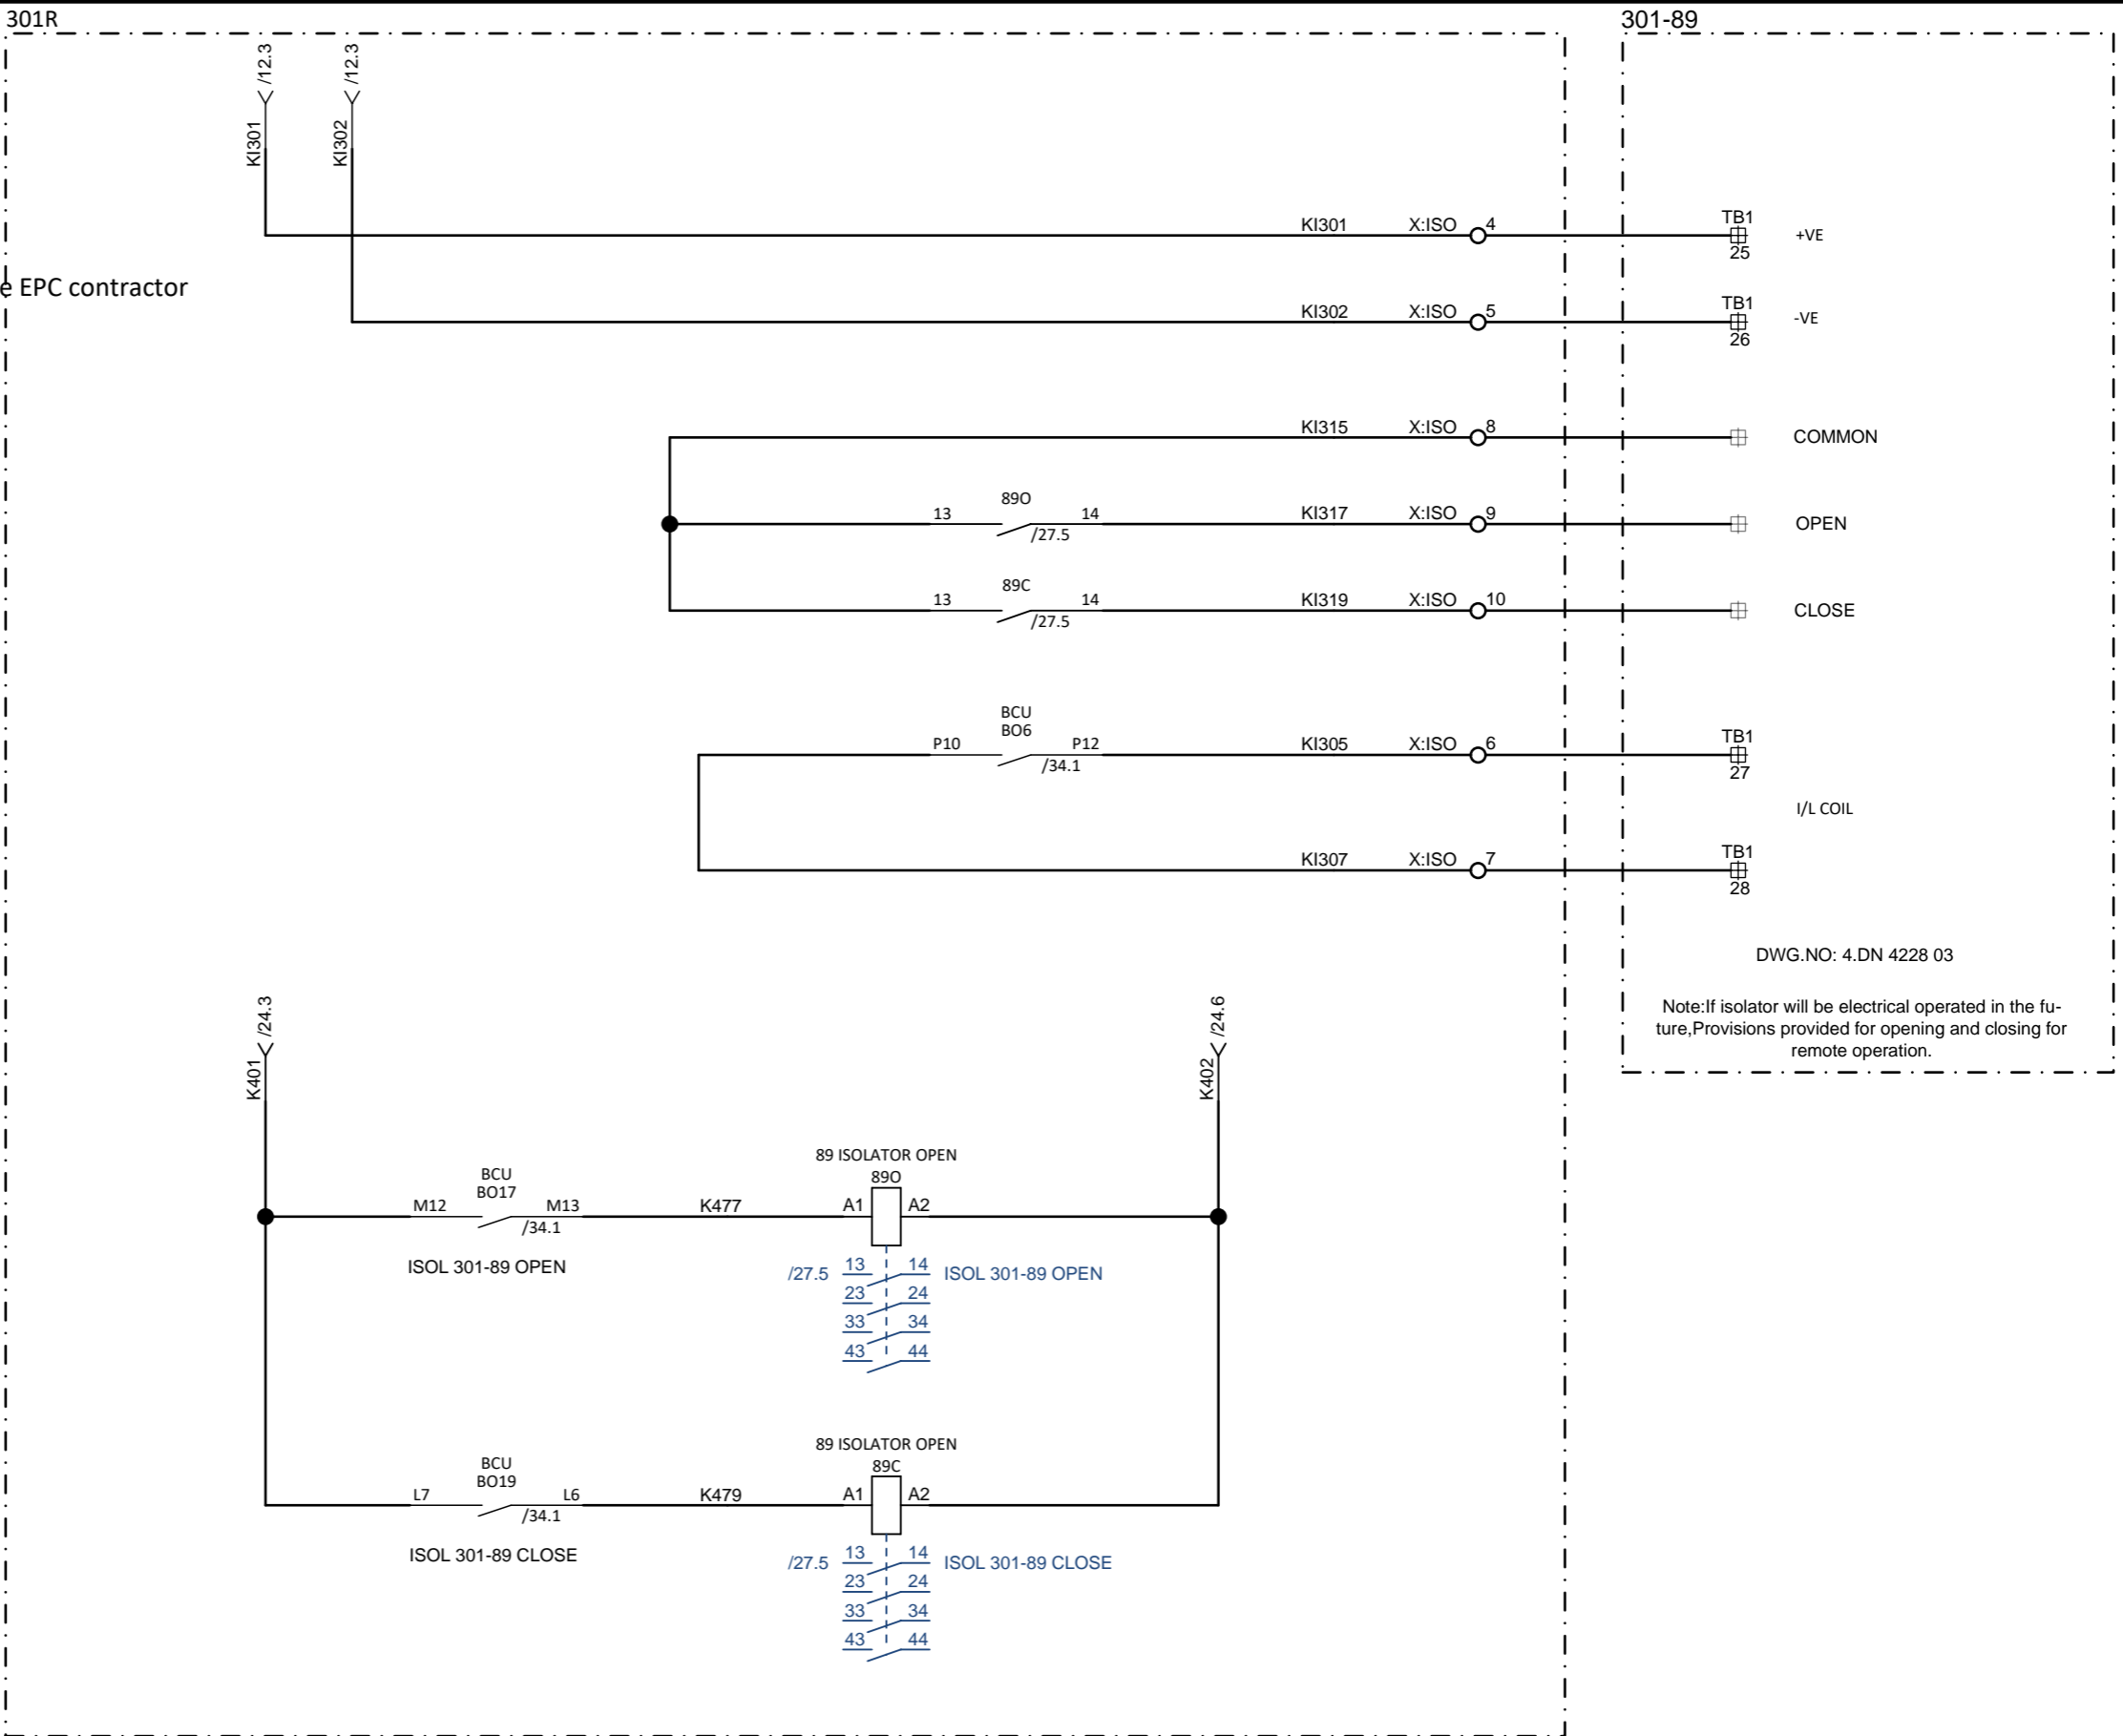 301R
301-89
/12.3
/12.3
KI301
KI302
KI301 X:ISO 4
TB1
25
+VE
e EPC contractor
KI302 X:ISO 5
TB1
26
-VE
KI315 X:ISO 8
COMMON
89O
13 14
/27.5
KI317 X:ISO 9
OPEN
89C
13 14
/27.5
KI319 X:ISO 10
CLOSE
BCU
BO6
P10 P12
/34.1
KI305 X:ISO 6
TB1
27
I/L COIL
KI307 X:ISO 7
TB1
28
DWG.NO: 4.DN 4228 03
Note:If isolator will be electrical operated in the fu-
ture,Provisions provided for opening and closing for
remote operation.
/24.3
K401
/24.6
K402
89 ISOLATOR OPEN
89O
BCU
BO17
M12 M13
/34.1
K477
A1 A2
ISOL 301-89 OPEN
/27.5 13 14 ISOL 301-89 OPEN
23 24
33 34
43 44
89 ISOLATOR OPEN
89C
BCU
BO19
L7 L6
/34.1
K479
A1 A2
ISOL 301-89 CLOSE
/27.5 13 14 ISOL 301-89 CLOSE
23 24
33 34
43 44